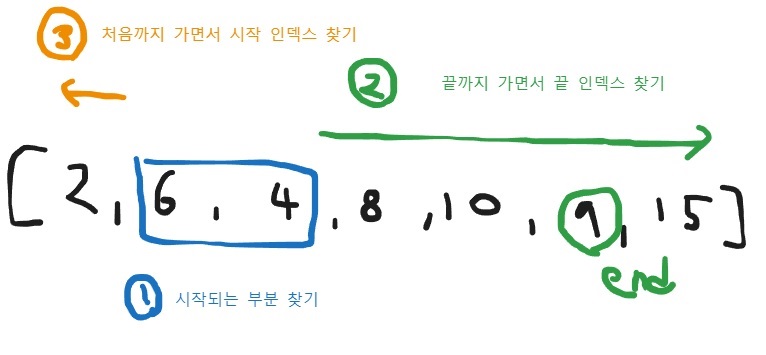 3 처음까지 가면서 시작 인덱스 찾기
2 끝까지 가면서 끝 인덱스 찾기
[2, 6, 4, 8, 10, 9, 15]
end
1 시작되는 부분 찾기